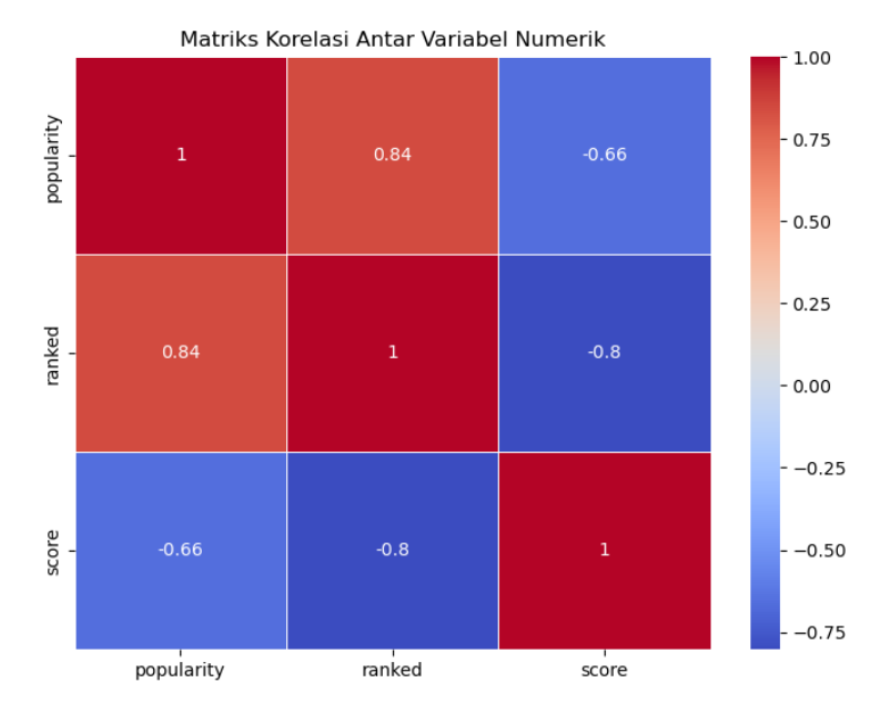 Matriks Korelasi Antar Variabel Numerik
popularity
1
0.84
-0.66
ranked
0.84
1
-0.8
score
-0.66
-0.8
1
popularity
ranked
score
1.00
0.75
0.50
0.25
0.00
−0.25
−0.50
−0.75